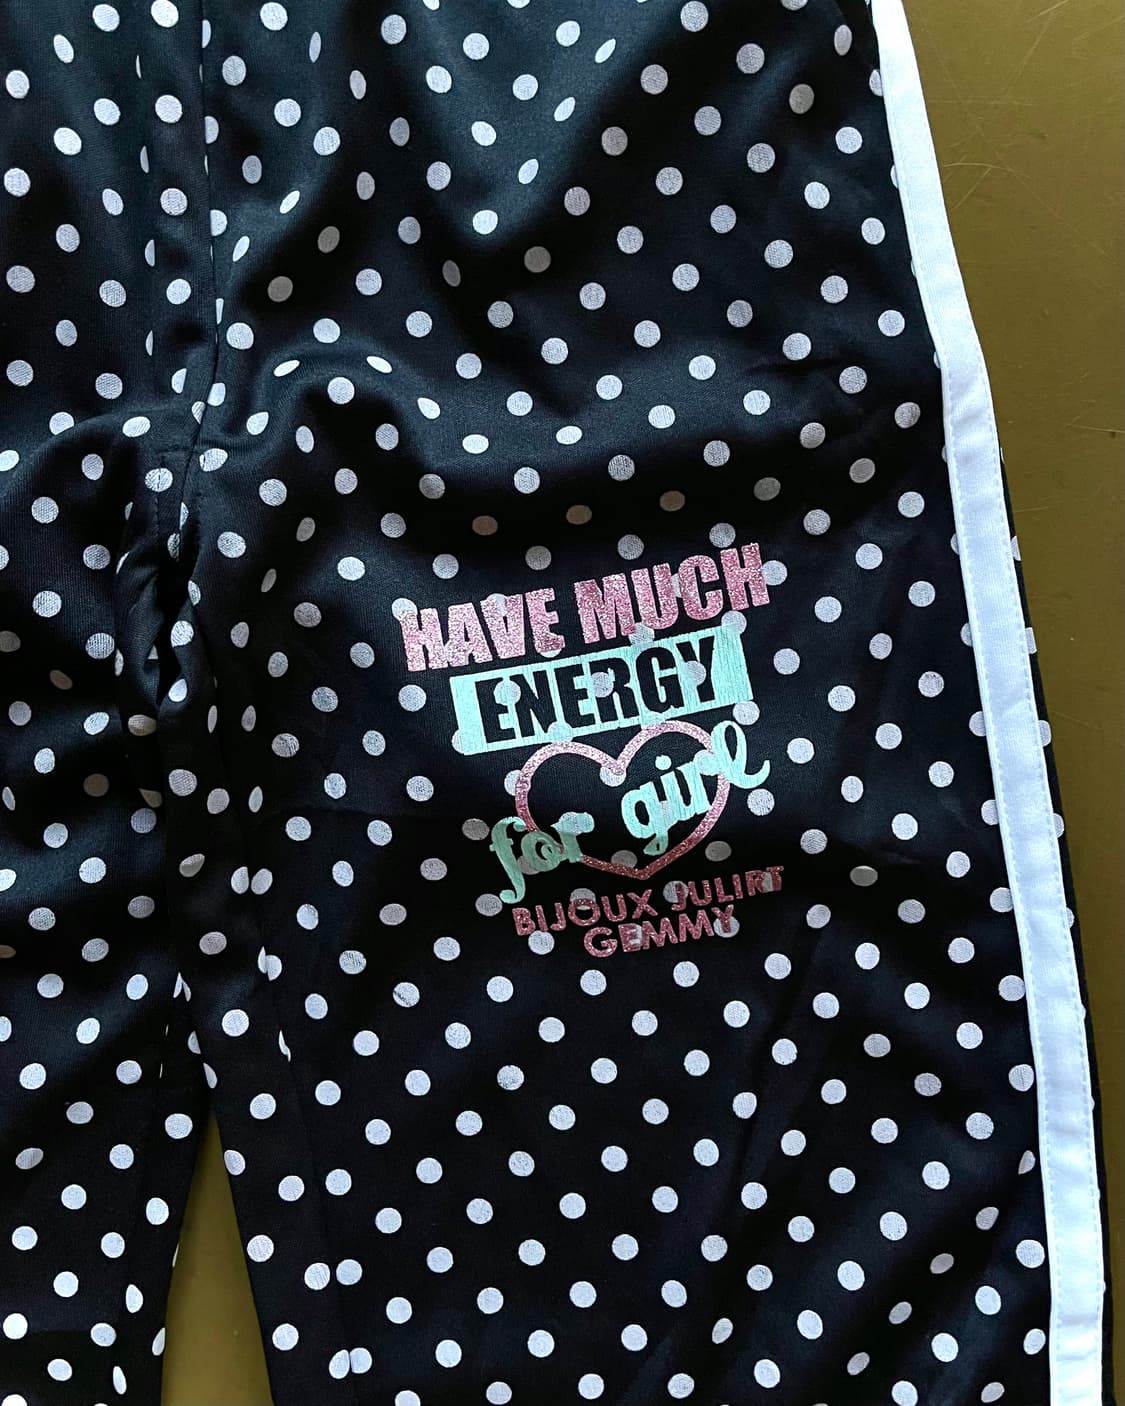 HAVE MUCH
ENERGY
for girl
BIJOUX JULIRT
GEMMY